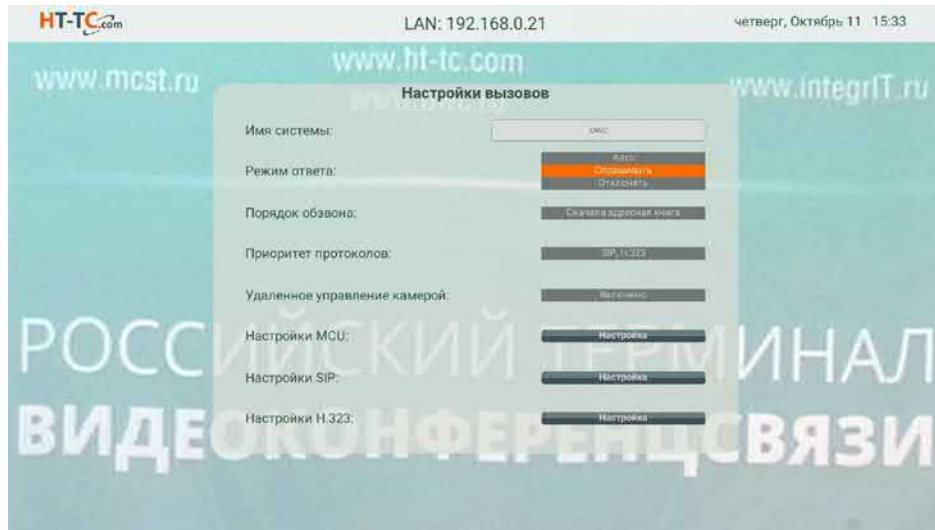 HT-TC.com
LAN: 192.168.0.21
четверг, Октябрь 11 15:33
www.ht-tc.com
www.mcst.ru
www.integrIT.ru
Настройки вызовов
Имя системы:
Режим ответа:
Авто
Спрашивать
Отклонять
Порядок обзвона:
Сначала адресная книга
Приоритет протоколов:
SIP, H.323
Удаленное управление камерой:
Включено
Настройки MCU:
Настройка
Настройки SIP:
Настройка
Настройки H.323:
Настройка
РОССИЙСКИЙ ТЕРМИНАЛ
ВИДЕОКОНФЕРЕНЦСВЯЗИ